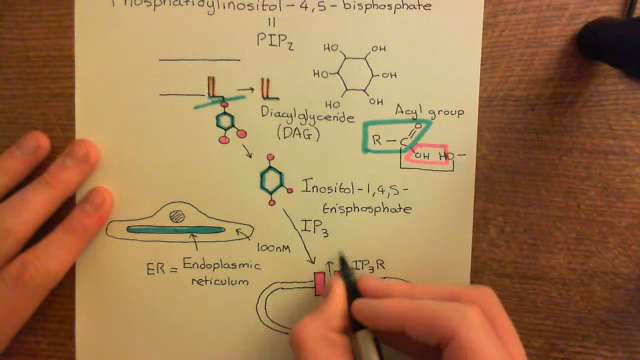 Phosphatidylinositol-4,5-bisphosphate
=
PIP2
HO OH
HO OH
HO OH
Diacylglyceride
(DAG)
Acyl group
R-C=O
OH HO-
Inositol-1,4,5-
trisphosphate
IP3
100nM
ER = Endoplasmic
reticulum
IP3R